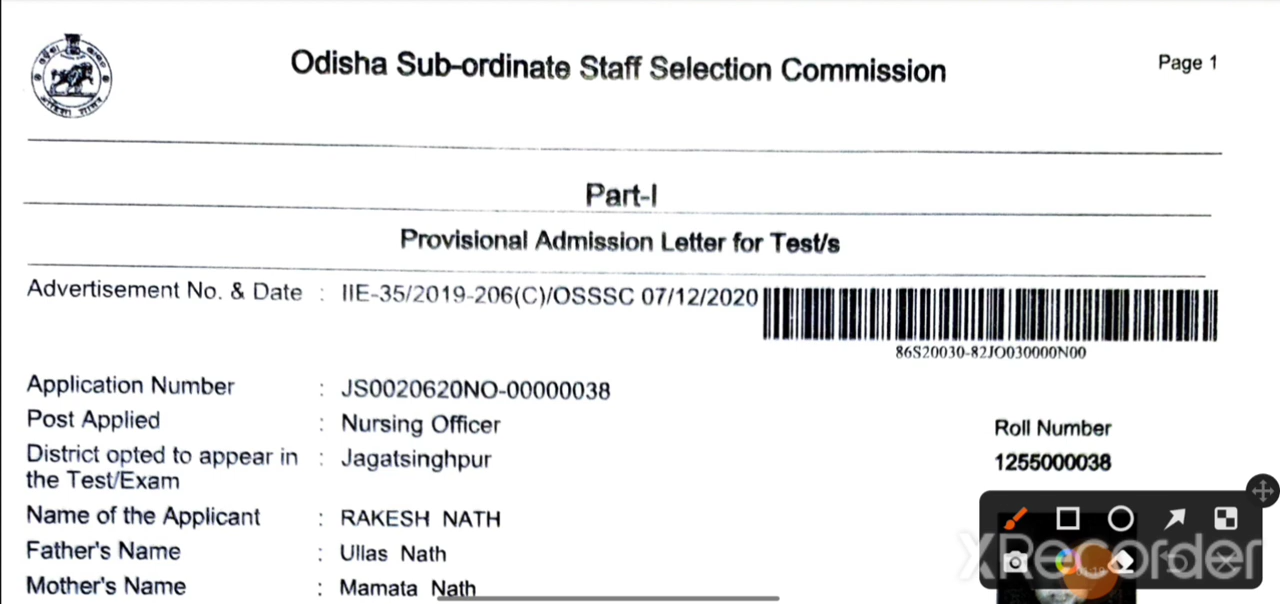 Odisha Sub-ordinate Staff Selection Commission
Page 1
Part-I
Provisional Admission Letter for Test/s
Advertisement No. & Date : IIE-35/2019-206(C)/OSSSC 07/12/2020
86S20030-82JO030000N00
Application Number : JS0020620NO-00000038
Post Applied : Nursing Officer
Roll Number
District opted to appear in : Jagatsinghpur
the Test/Exam
1255000038
Name of the Applicant : RAKESH NATH
Father's Name : Ullas Nath
Mother's Name : Mamata Nath
XRecorder